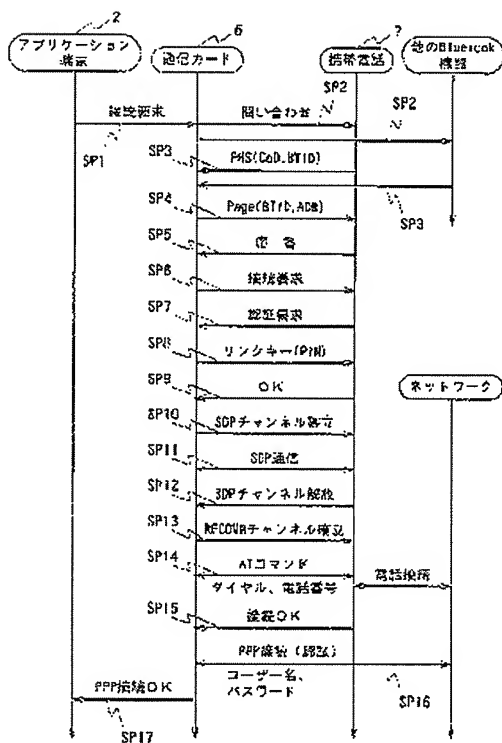 2
6
7
アプリケーション
端末
通信カード
携帯電話
他のBluetooth
機器
SP2
SP2
接続要求
問い合わせ
SP1
SP3
FHS(CoD,BTID)
SP4
Page(BTID,ADR)
SP3
SP5
応答
SP6
接続要求
SP7
認証要求
SP8
リンクキー(PIN)
SP9
OK
ネットワーク
SP10
SDPチャンネル確立
SP11
SDP通信
SP12
SDPチャンネル解放
SP13
RFCOMMチャンネル確立
SP14
ATコマンド
ダイヤル、電話番号
電話接続
SP15
接続OK
PPP接続(認証)
ユーザー名、
パスワード
PPP接続OK
SP16
SP17